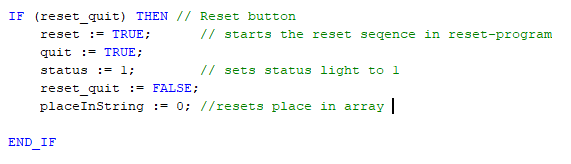 IF (reset_quit) THEN // Reset button
reset := TRUE; // starts the reset seqence in reset-program
quit := TRUE;
status := 1; // sets status light to 1
reset_quit := FALSE;
placeInString := 0; //resets place in array
END_IF